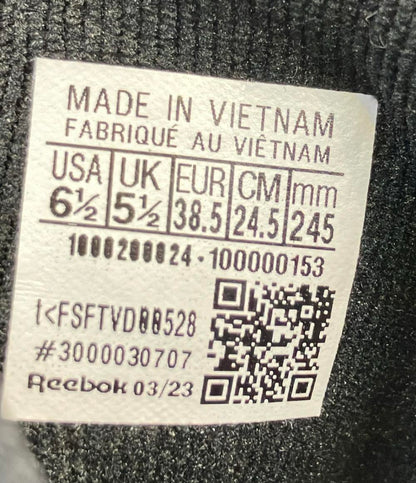 MADE IN VIETNAM
FABRIQUÉ AU VIÊTNAM
USA UK EUR CM mm
6½ 5½ 38.5 24.5 245
1000200024-100000153
I<FSFTVD00528
#3000030707
Reebok 03/23